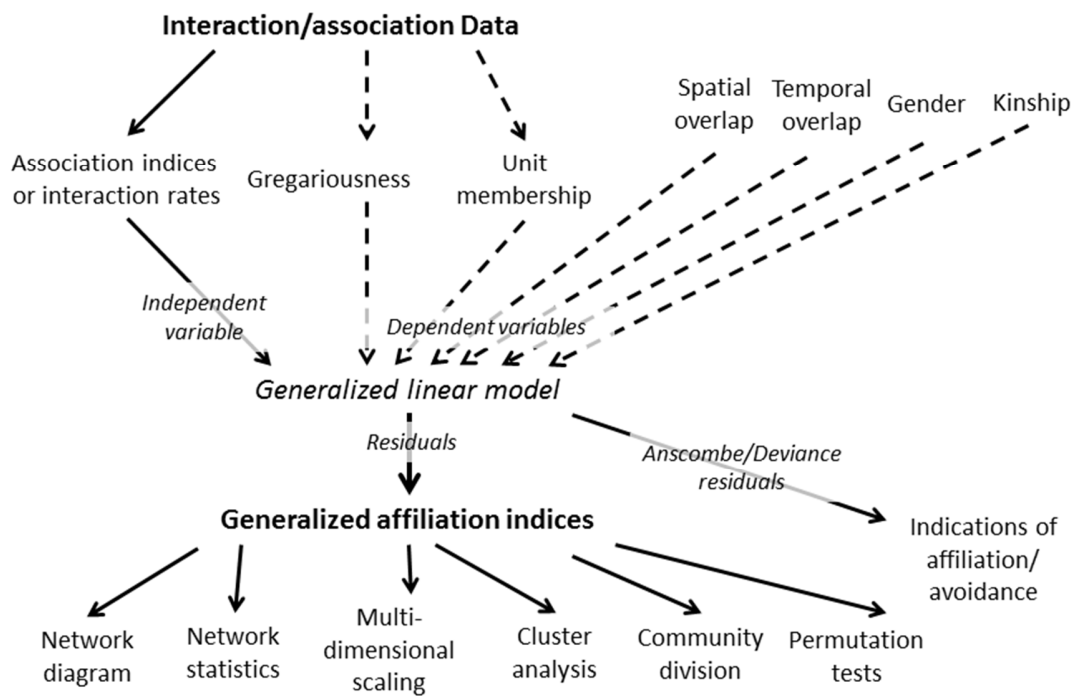 Interaction/association Data
Spatial
overlap
Temporal
overlap
Gender
Kinship
Association indices
or interaction rates
Gregariousness
Unit
membership
Independent
variable
Dependent variables
Generalized linear model
Residuals
Anscombe/Deviance
residuals
Generalized affiliation indices
Indications of
affiliation/
avoidance
Network
diagram
Network
statistics
Multi-
dimensional
scaling
Cluster
analysis
Community
division
Permutation
tests